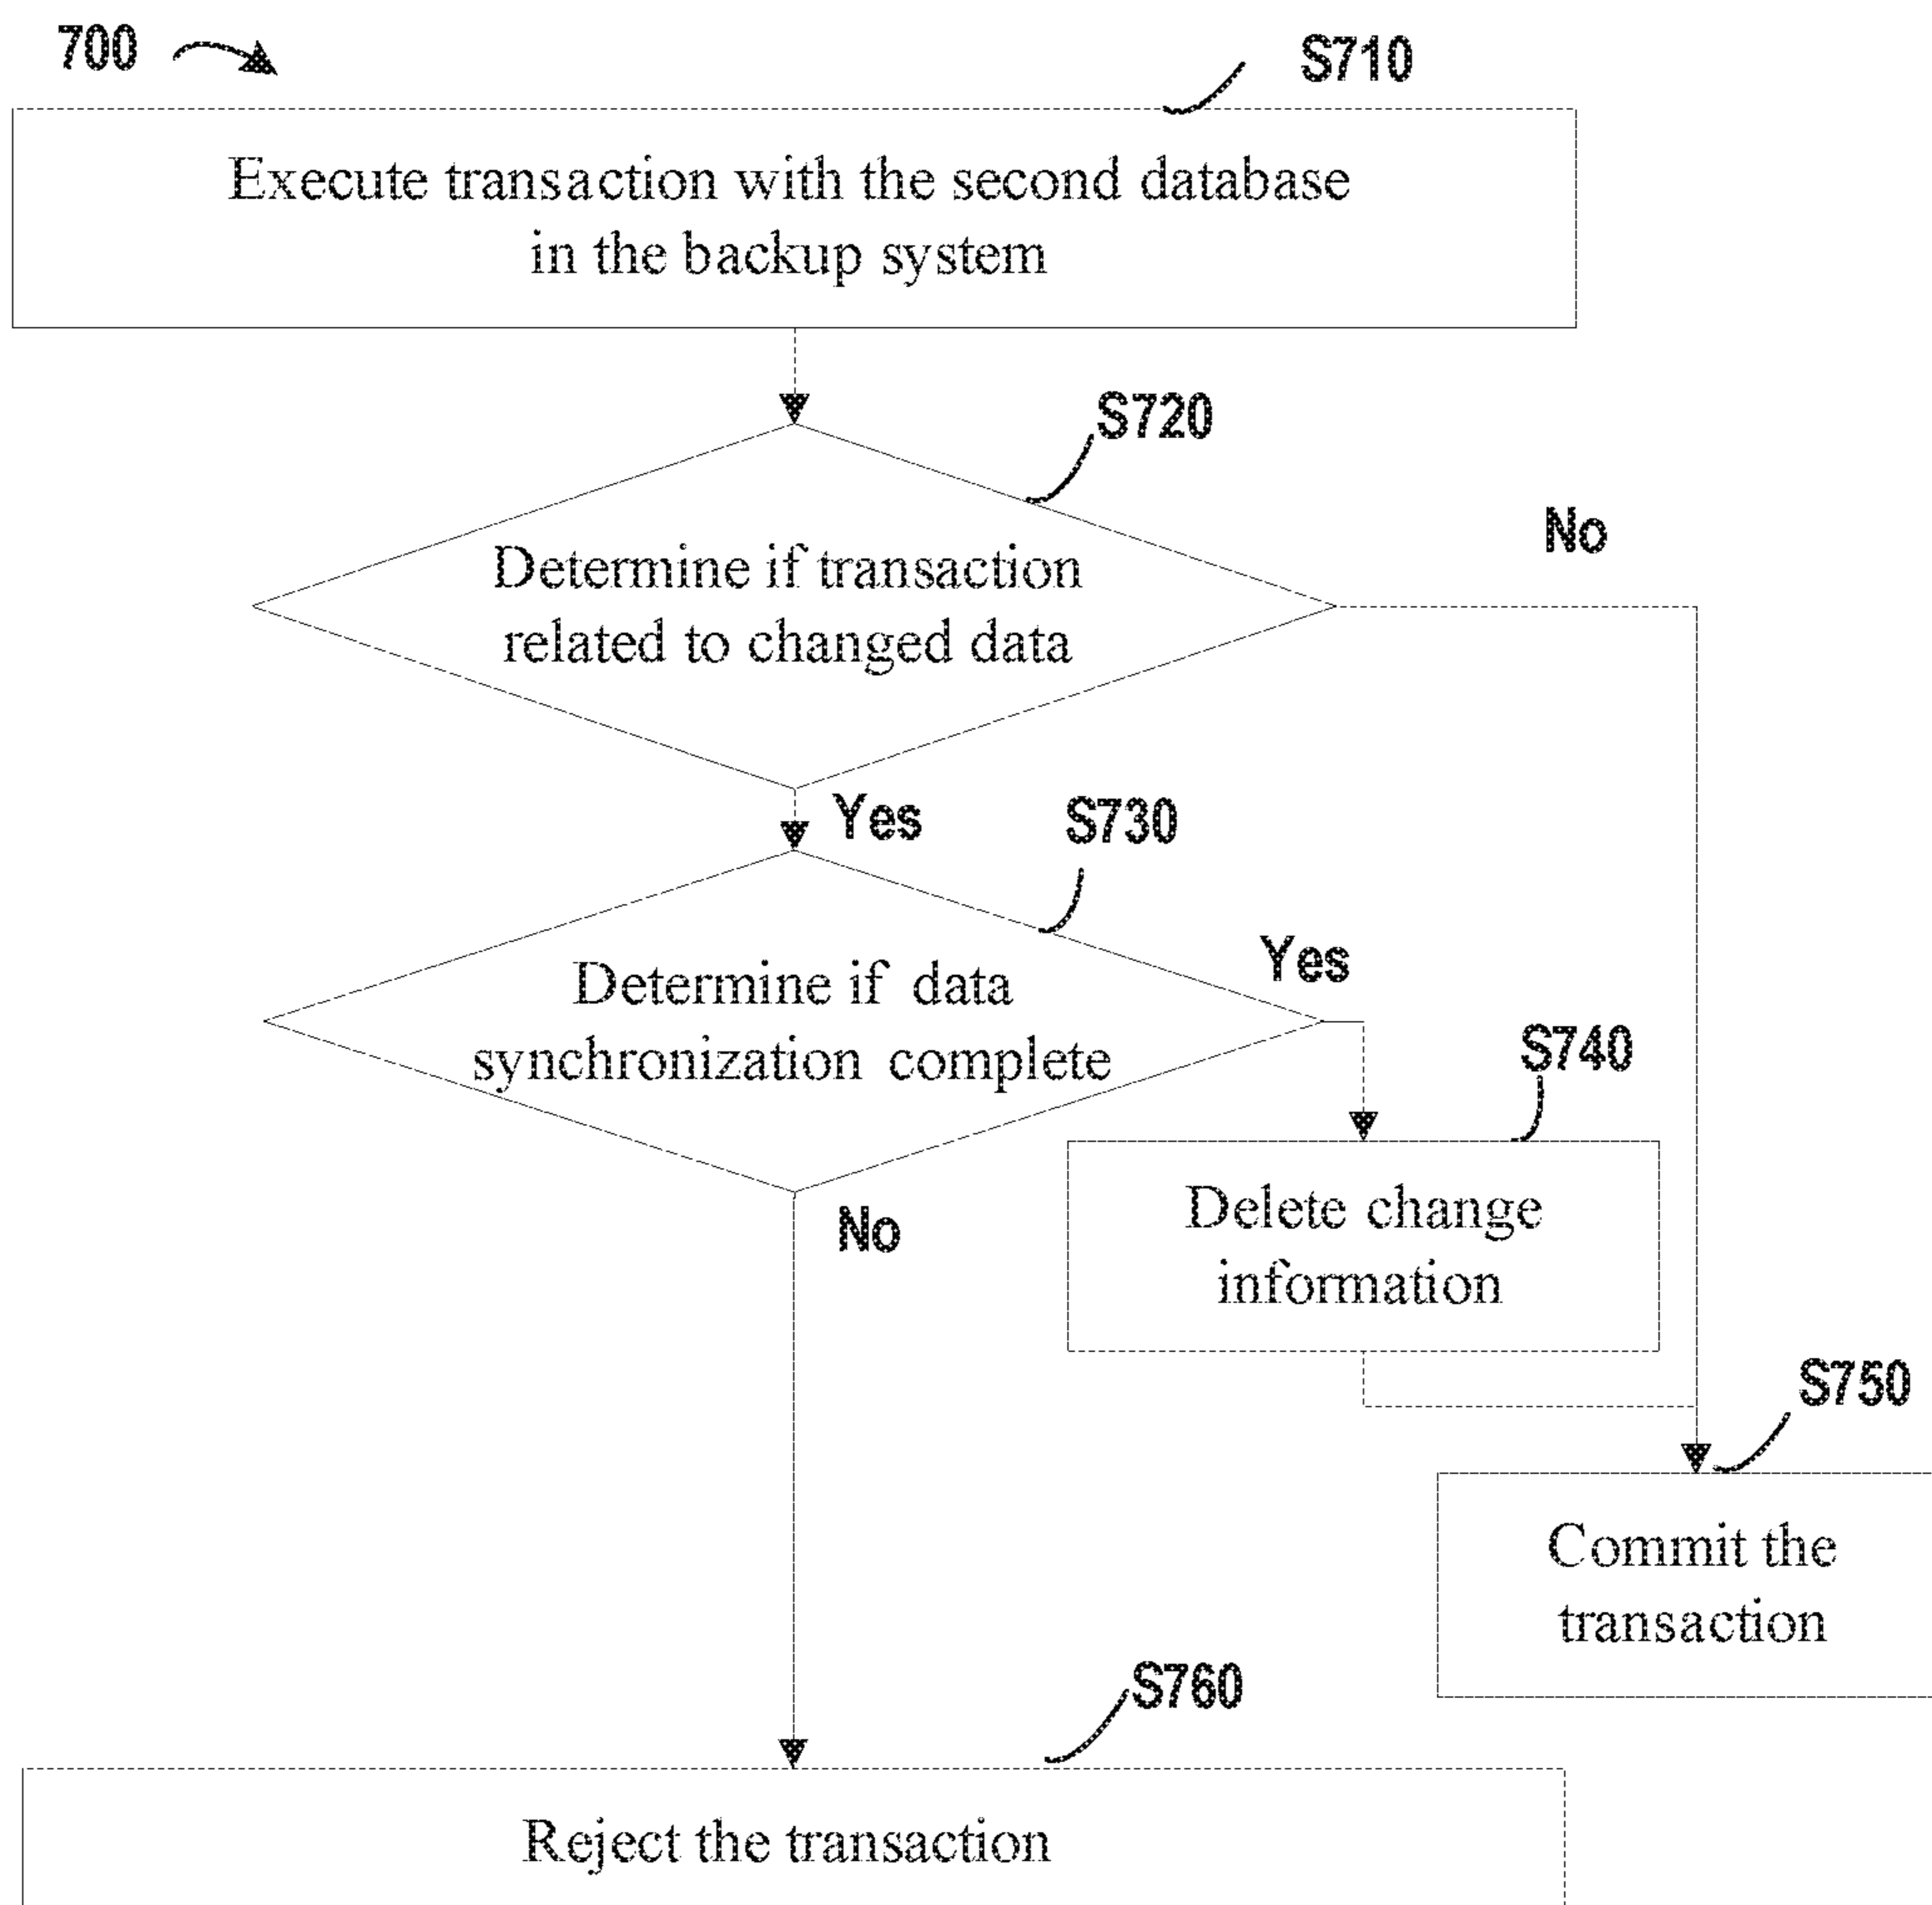 700
S710
Execute transaction with the second database
in the backup system
S720
No
Determine if transaction
related to changed data
Yes
S730
Yes
Determine if data
synchronization complete
S740
No
Delete change
information
S750
Commit the
transaction
S760
Reject the transaction